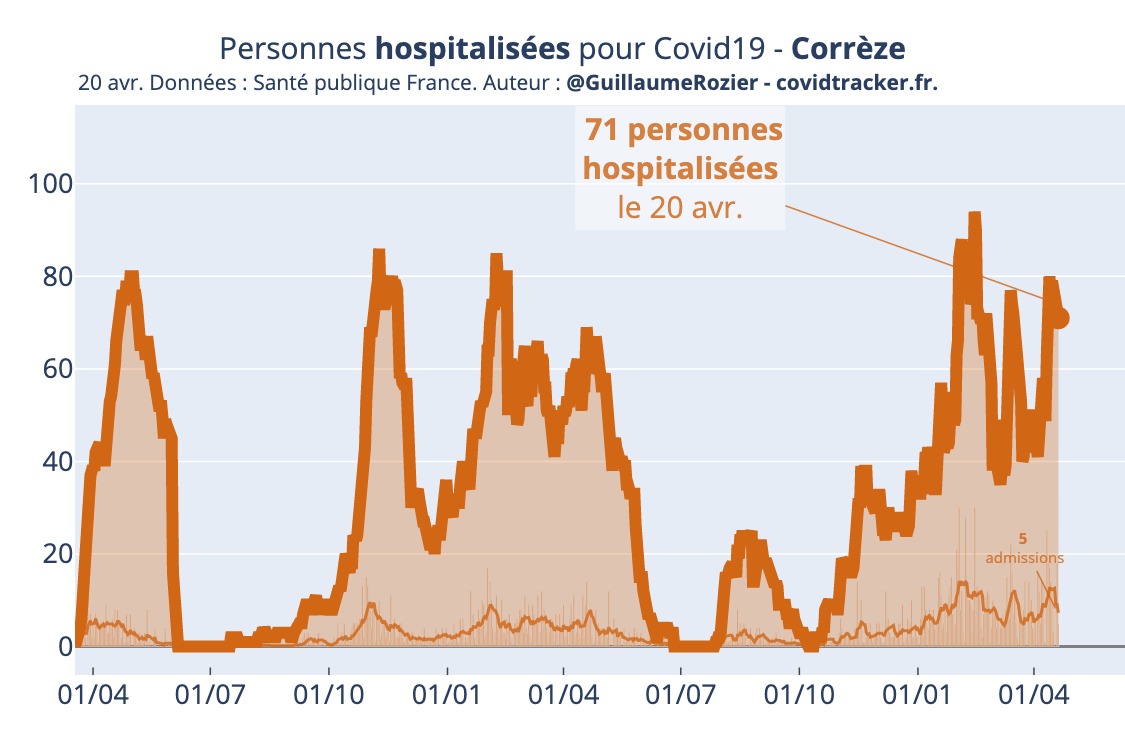 Personnes hospitalisées pour Covid19 - Corrèze
20 avr. Données : Santé publique France. Auteur : @GuillaumeRozier - covidtracker.fr.
71 personnes
hospitalisées
le 20 avr.
100
80
60
40
20
0
5
admissions
01/04 01/07 01/10 01/01 01/04 01/07 01/10 01/01 01/04